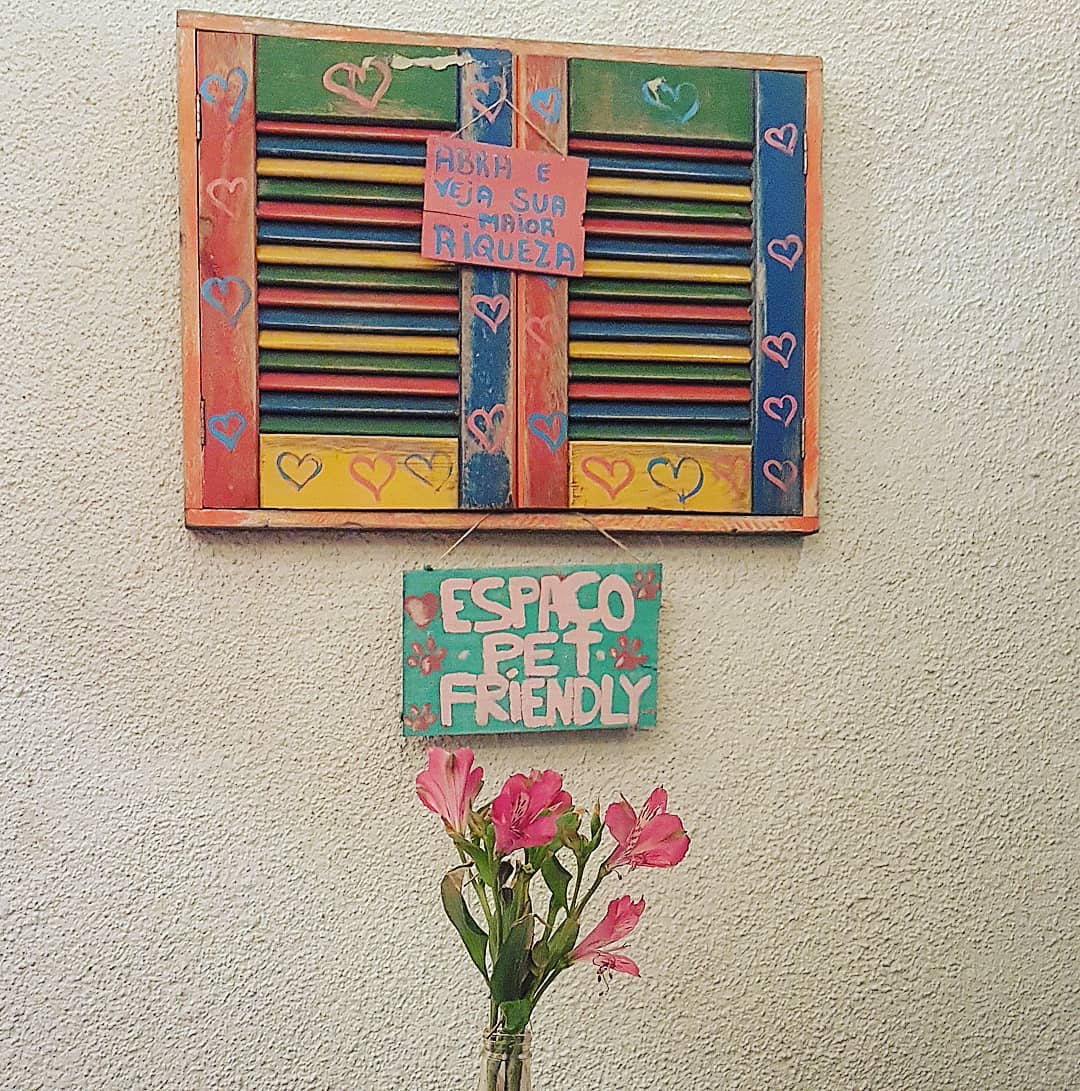 ABRA E
VEJA SUA
MAIOR
RIQUEZA
ESPAÇO
PET
FRIENDLY